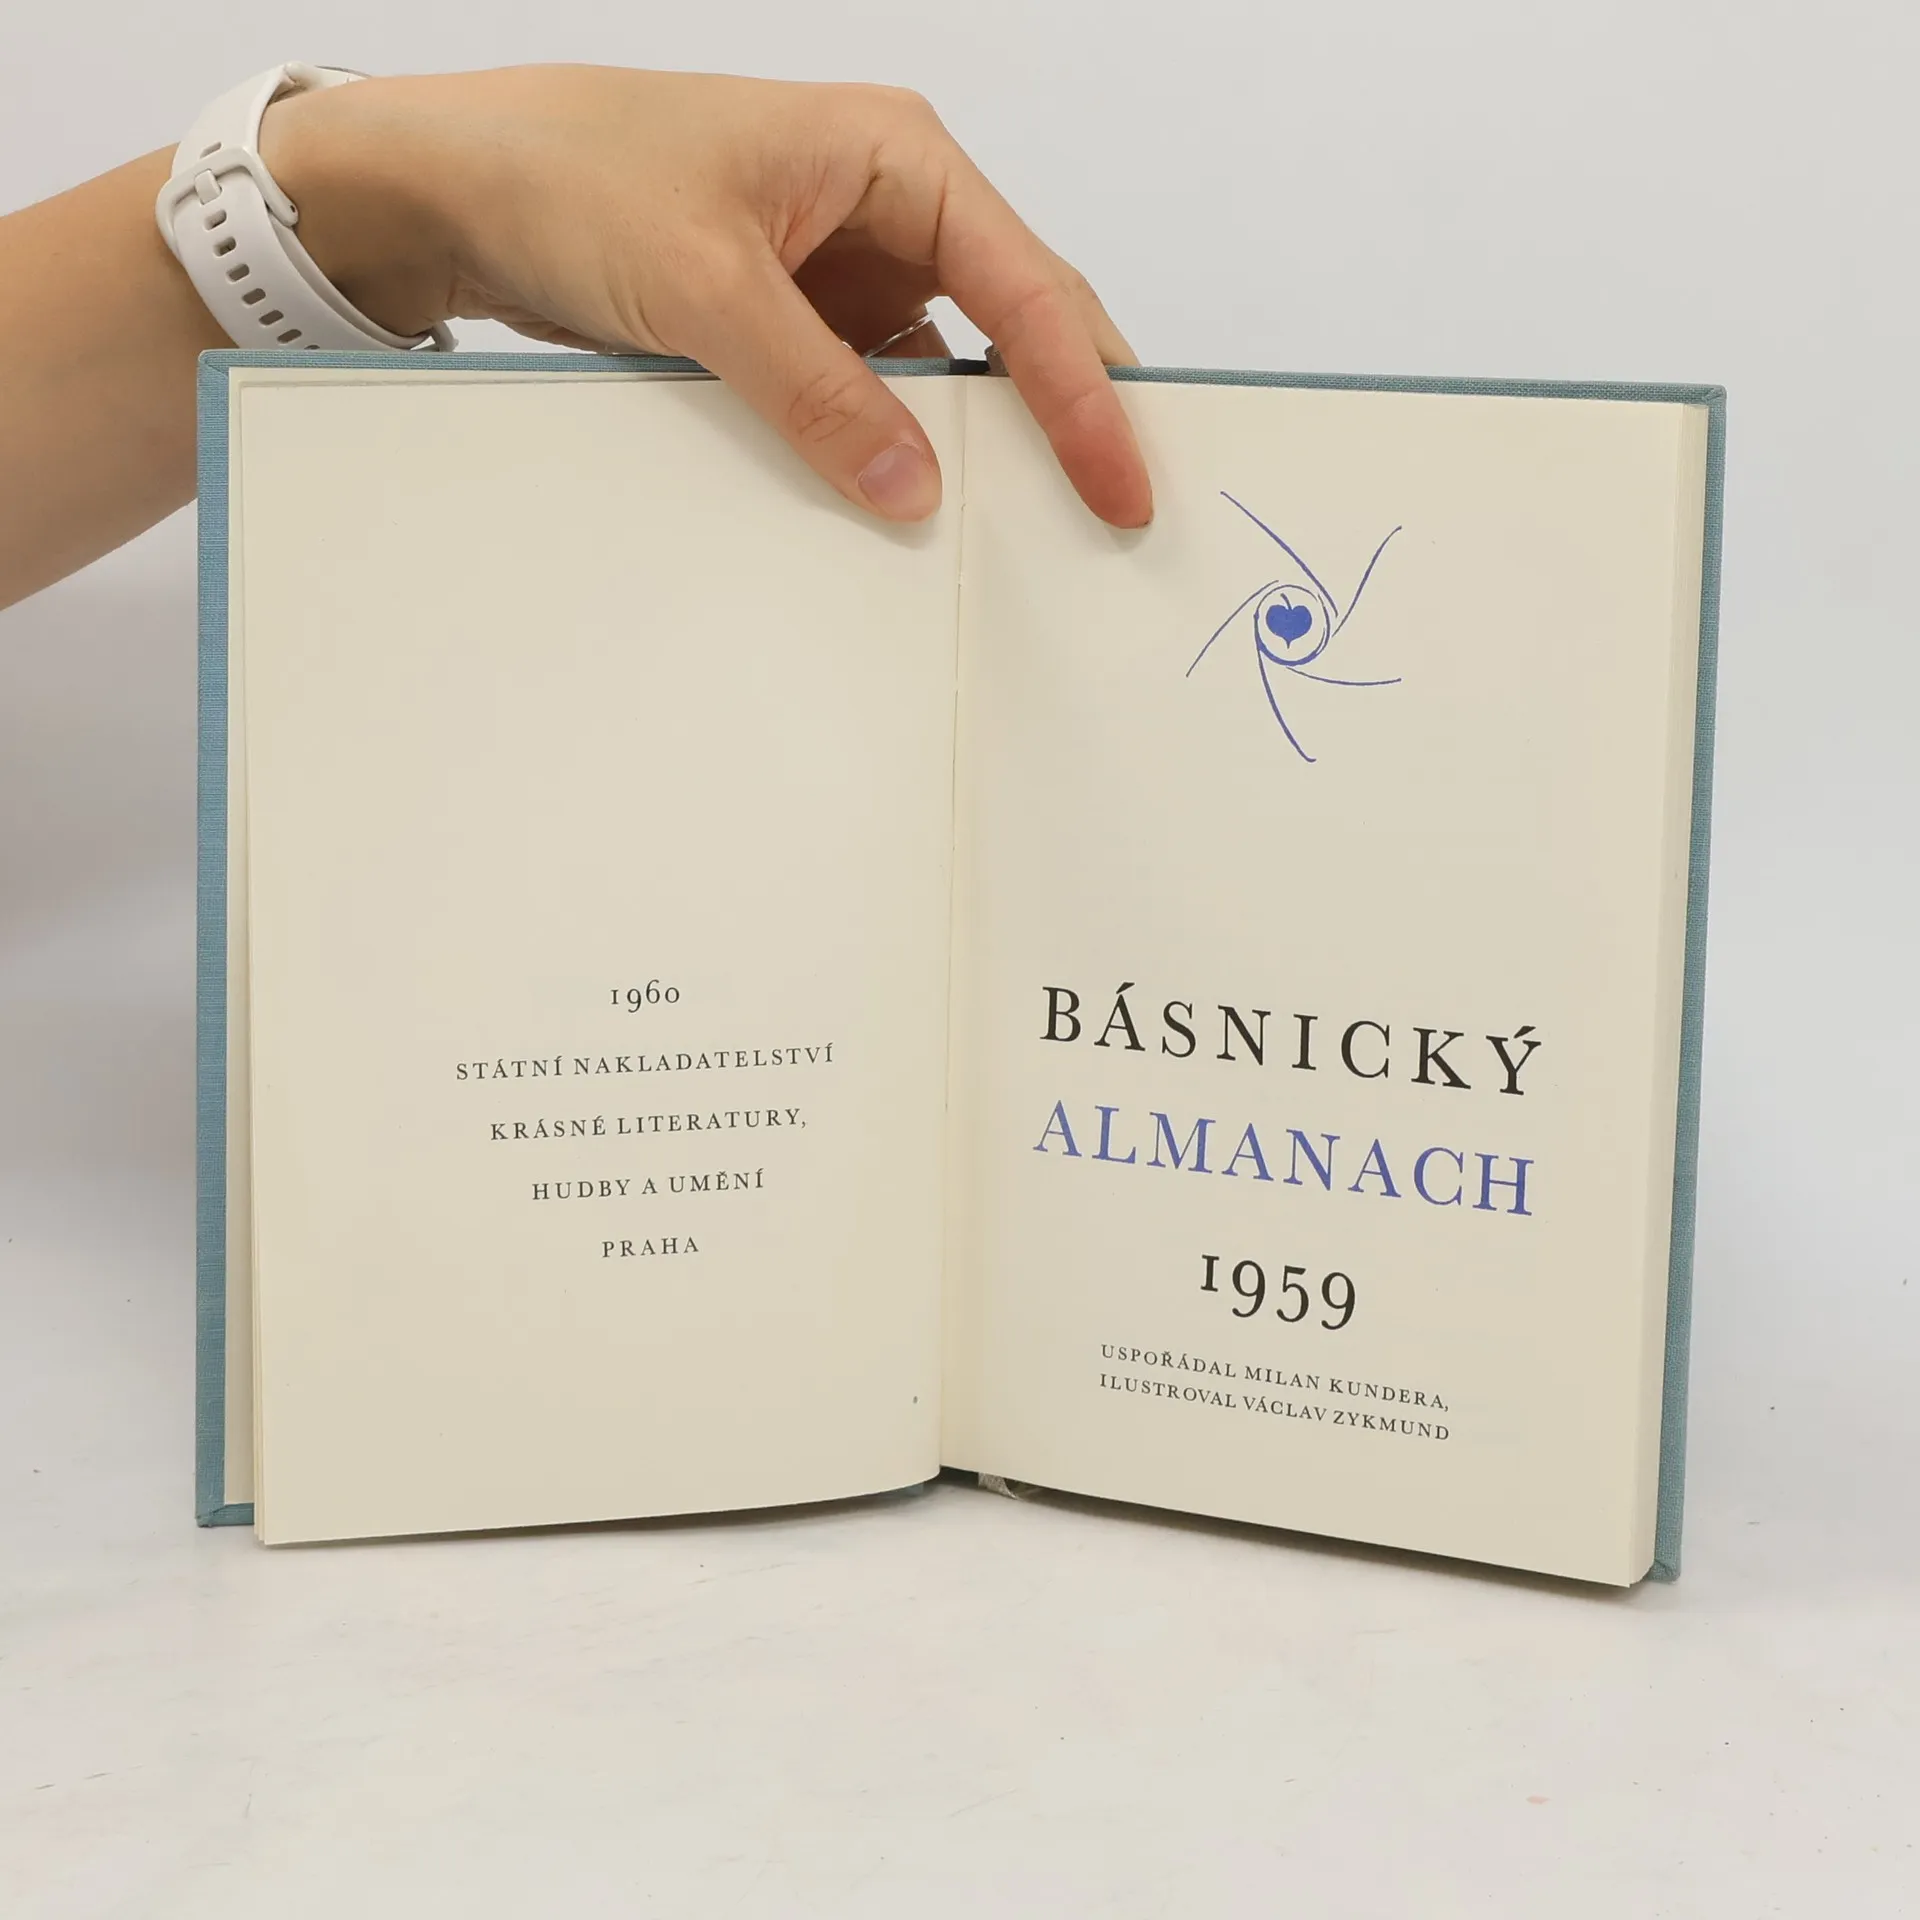 1960
STÁTNÍ NAKLADATELSTVÍ
KRÁSNÉ LITERATURY,
HUDBY A UMĚNÍ
PRAHA
BÁSNICKÝ
ALMANACH
1959
USPOŘÁDAL MILAN KUNDERA,
ILUSTROVAL VÁCLAV ZYKMUND